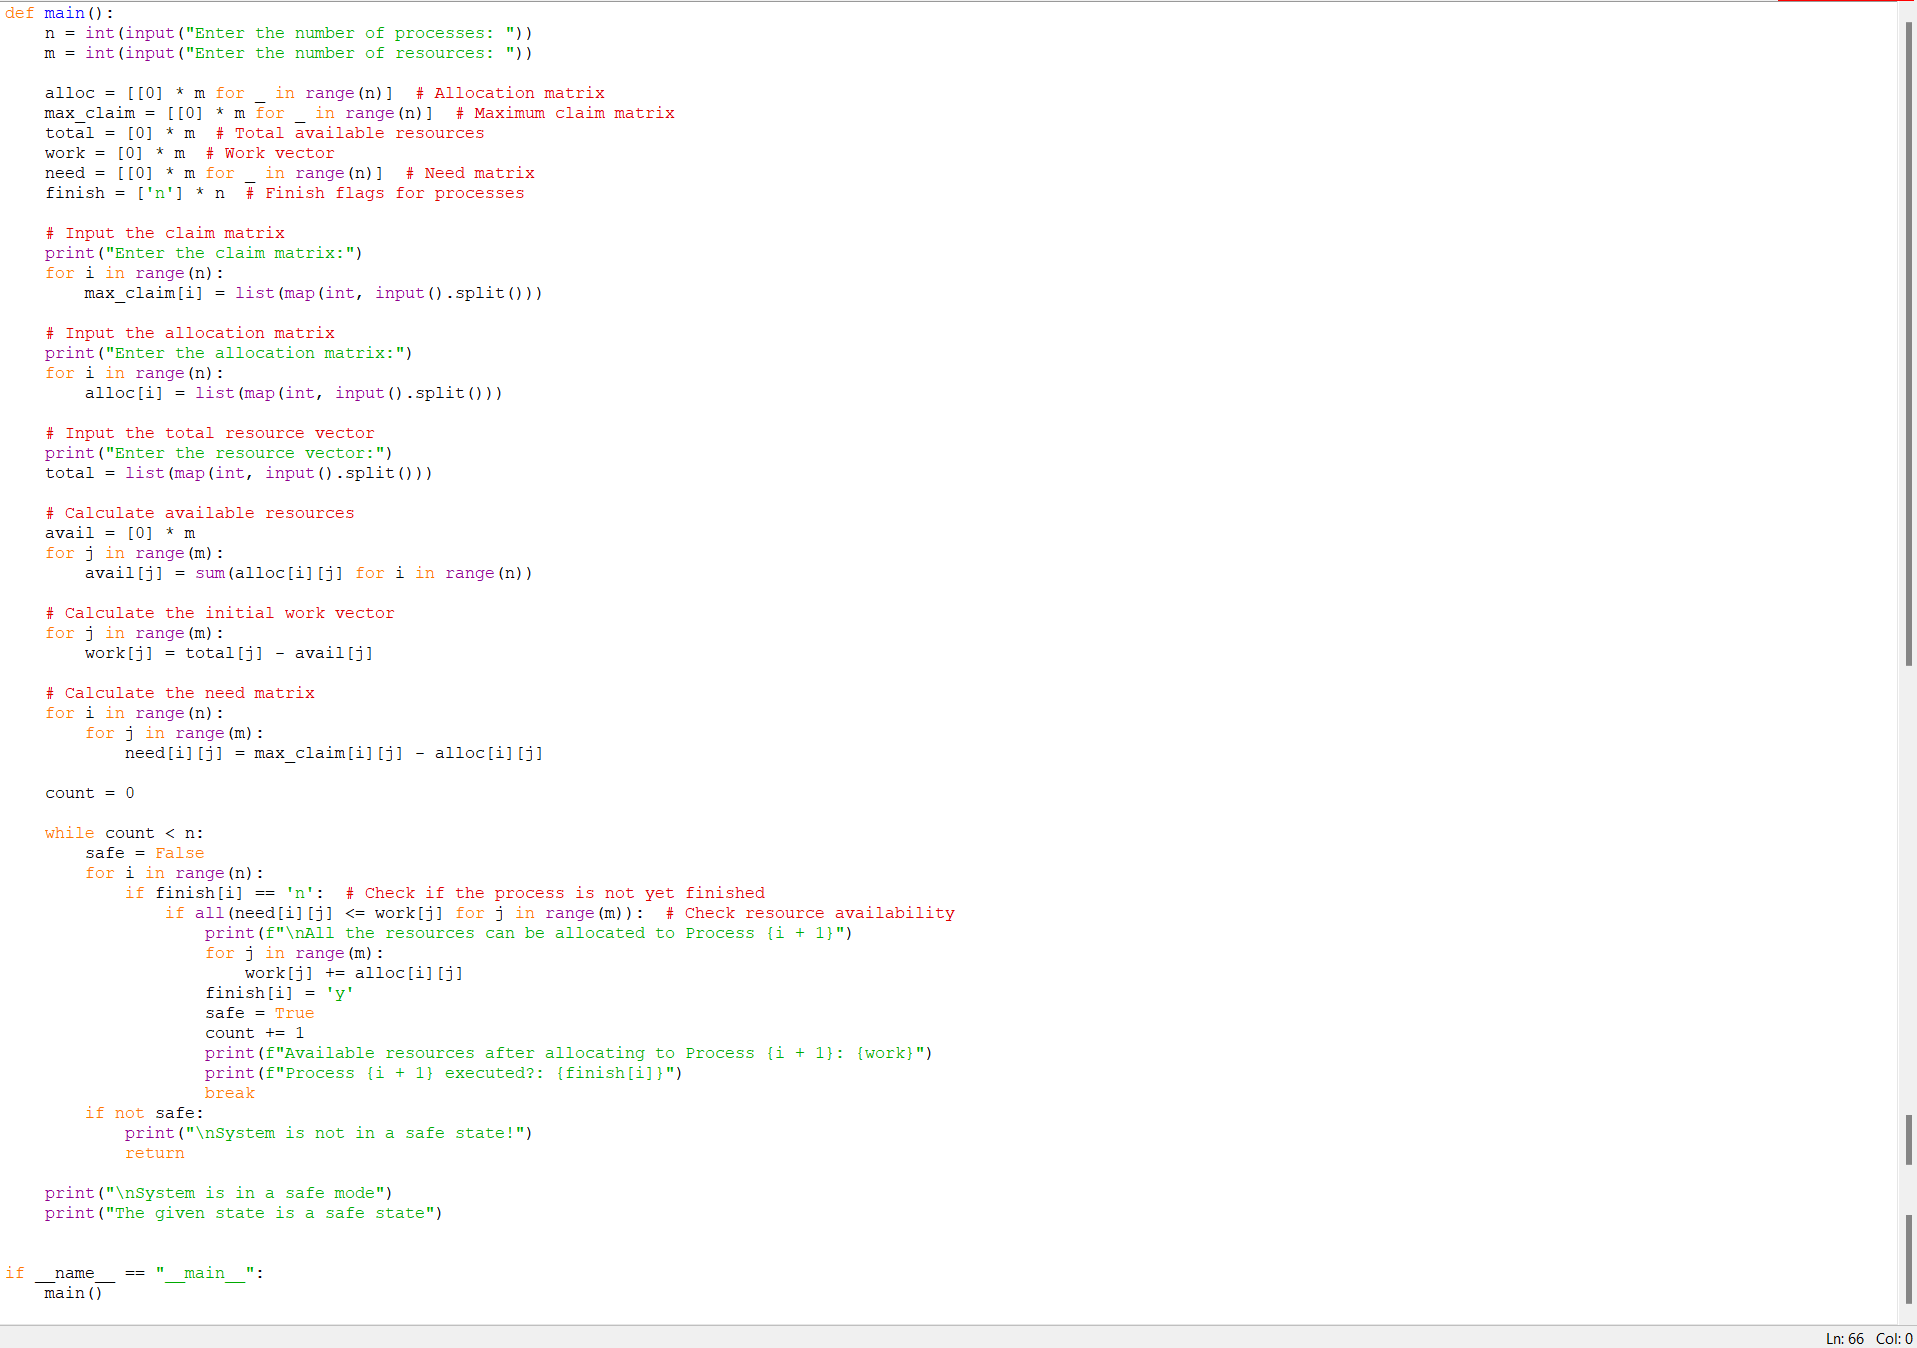 def main():
    n = int(input("Enter the number of processes: "))
    m = int(input("Enter the number of resources: "))

    alloc = [[0] * m for _ in range(n)]  # Allocation matrix
    max_claim = [[0] * m for _ in range(n)]  # Maximum claim matrix
    total = [0] * m  # Total available resources
    work = [0] * m  # Work vector
    need = [[0] * m for _ in range(n)]  # Need matrix
    finish = ['n'] * n  # Finish flags for processes

    # Input the claim matrix
    print("Enter the claim matrix:")
    for i in range(n):
        max_claim[i] = list(map(int, input().split()))

    # Input the allocation matrix
    print("Enter the allocation matrix:")
    for i in range(n):
        alloc[i] = list(map(int, input().split()))

    # Input the total resource vector
    print("Enter the resource vector:")
    total = list(map(int, input().split()))

    # Calculate available resources
    avail = [0] * m
    for j in range(m):
        avail[j] = sum(alloc[i][j] for i in range(n))

    # Calculate the initial work vector
    for j in range(m):
        work[j] = total[j] - avail[j]

    # Calculate the need matrix
    for i in range(n):
        for j in range(m):
            need[i][j] = max_claim[i][j] - alloc[i][j]

    count = 0

    while count < n:
        safe = False
        for i in range(n):
            if finish[i] == 'n':  # Check if the process is not yet finished
                if all(need[i][j] <= work[j] for j in range(m)):  # Check resource availability
                    print(f"\nAll the resources can be allocated to Process {i + 1}")
                    for j in range(m):
                        work[j] += alloc[i][j]
                    finish[i] = 'y'
                    safe = True
                    count += 1
                    print(f"Available resources after allocating to Process {i + 1}: {work}")
                    print(f"Process {i + 1} executed?: {finish[i]}")
                    break
        if not safe:
            print("\nSystem is not in a safe state!")
            return

    print("\nSystem is in a safe mode")
    print("The given state is a safe state")


if __name__ == "__main__":
    main()
Ln: 66  Col: 0